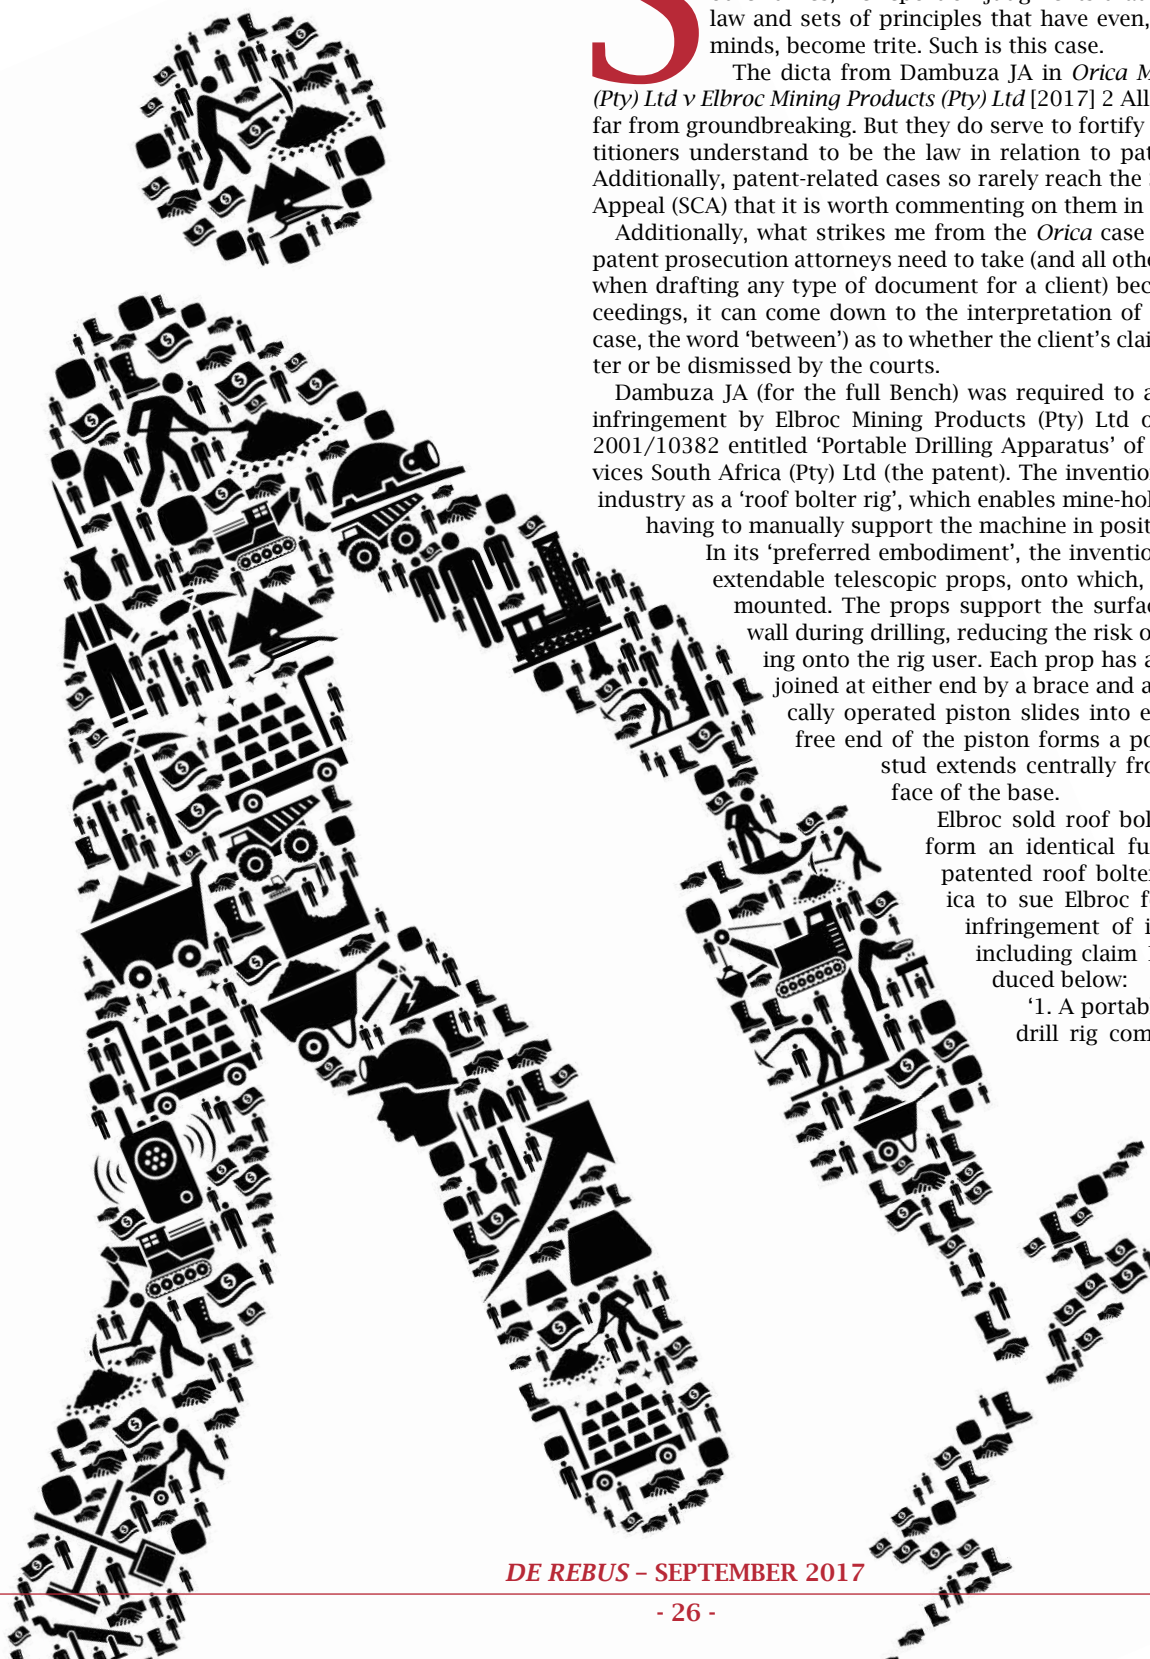 S
law and sets of principles that have even,
minds, become trite. Such is this case.
The dicta from Dambuza JA in Orica M
(Pty) Ltd v Elbroc Mining Products (Pty) Ltd [2017] 2 All
far from groundbreaking. But they do serve to fortify
titioners understand to be the law in relation to pat
Additionally, patent-related cases so rarely reach the
Appeal (SCA) that it is worth commenting on them in
Additionally, what strikes me from the Orica case
patent prosecution attorneys need to take (and all othe
when drafting any type of document for a client) bec
ceedings, it can come down to the interpretation of
case, the word ‘between’) as to whether the client’s clai
ter or be dismissed by the courts.
Dambuza JA (for the full Bench) was required to a
infringement by Elbroc Mining Products (Pty) Ltd o
2001/10382 entitled ‘Portable Drilling Apparatus’ of
vices South Africa (Pty) Ltd (the patent). The inventio
industry as a ‘roof bolter rig’, which enables mine-hol
having to manually support the machine in posit
In its ‘preferred embodiment’, the inventio
extendable telescopic props, onto which,
mounted. The props support the surfac
wall during drilling, reducing the risk o
ing onto the rig user. Each prop has a
joined at either end by a brace and a
cally operated piston slides into e
free end of the piston forms a po
stud extends centrally fro
face of the base.
Elbroc sold roof bol
form an identical fu
patented roof bolte
ica to sue Elbroc f
infringement of i
including claim
duced below:
‘1. A portab
drill rig com
DE REBUS – SEPTEMBER 2017
- 26 -